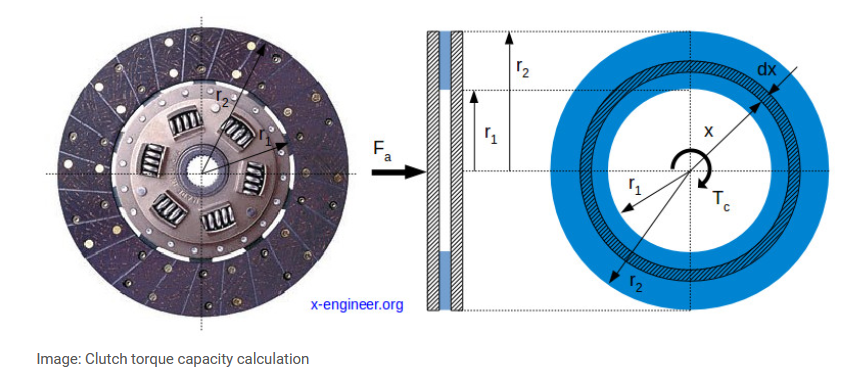 r2
r1
Fa
r2
r1
dx
x
r1
Tc
r2
x-engineer.org
Image: Clutch torque capacity calculation